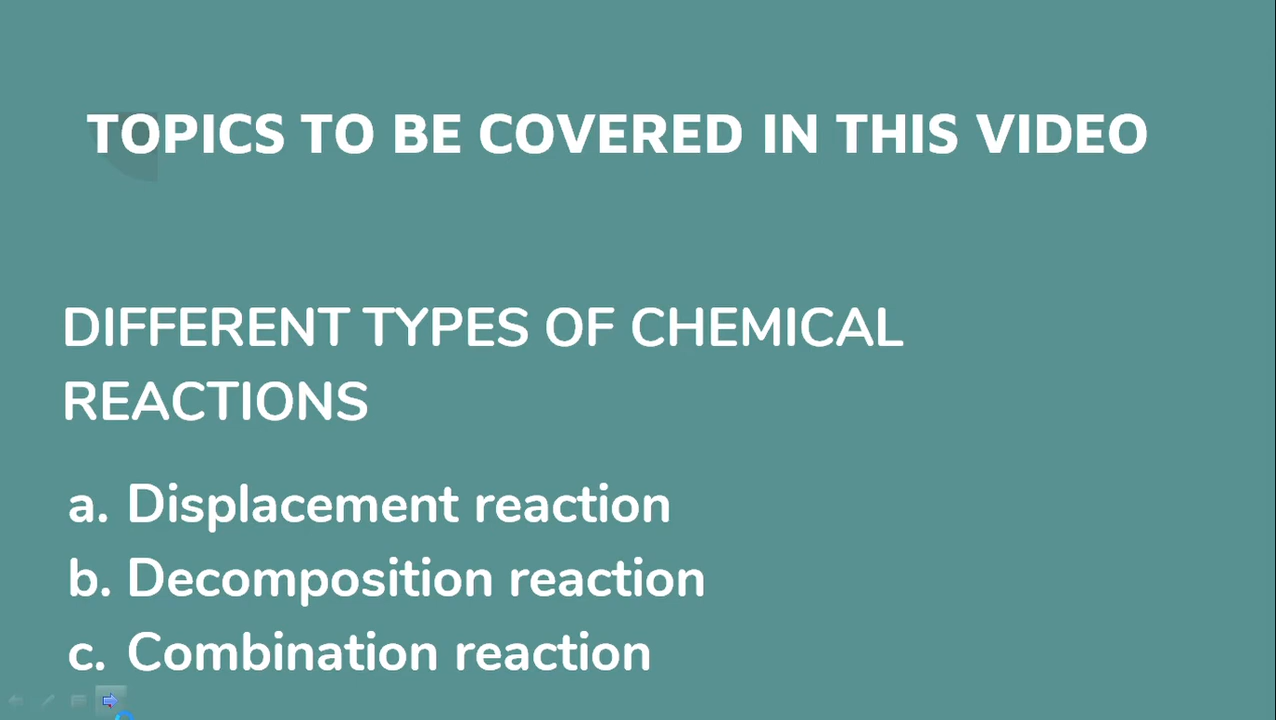 TOPICS TO BE COVERED IN THIS VIDEO
DIFFERENT TYPES OF CHEMICAL
REACTIONS
a. Displacement reaction
b. Decomposition reaction
c. Combination reaction